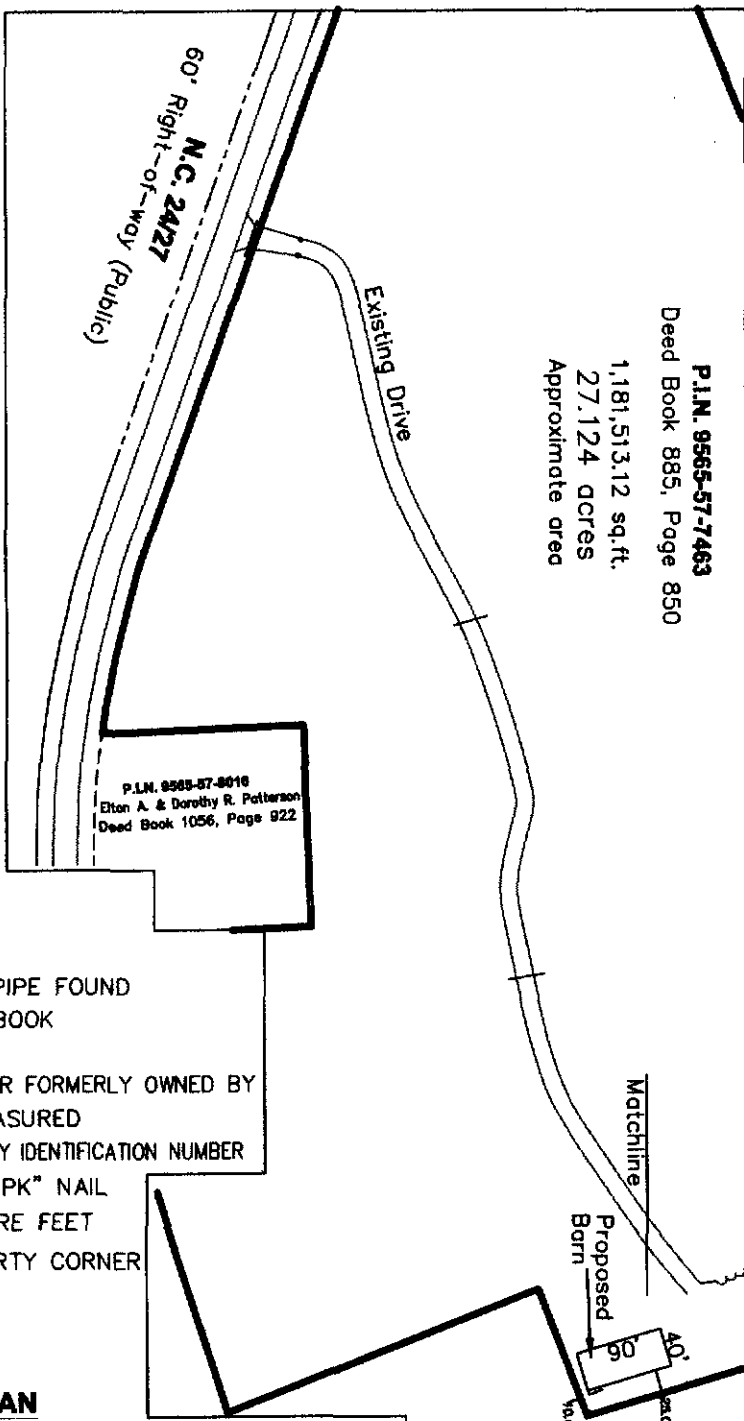 P.I.N. 9565-57-7463
Deed Book 885, Page 850
1,181,513.12 sq.ft.
27.124 acres
Approximate area
N.C. 24/27
60' Right-of-way (Public)
Existing Drive
P.I.N. 9565-57-8016
Elton A. & Dorothy R. Patterson
Deed Book 1056, Page 922
Matchline
Proposed
Barn
90'
40'
PIPE FOUND
BOOK
R FORMERLY OWNED BY
ASURED
Y IDENTIFICATION NUMBER
PK" NAIL
RE FEET
RTY CORNER
AN